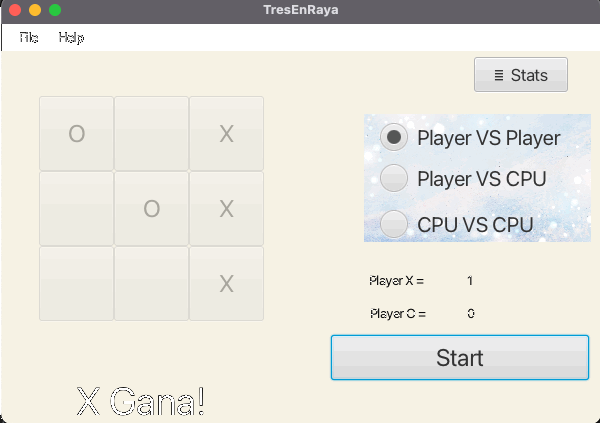 TresEnRaya
File Help
≣ Stats
O X
O X
X
Player VS Player
Player VS CPU
CPU VS CPU
Player X = 1
Player O = 0
Start
X Gana!